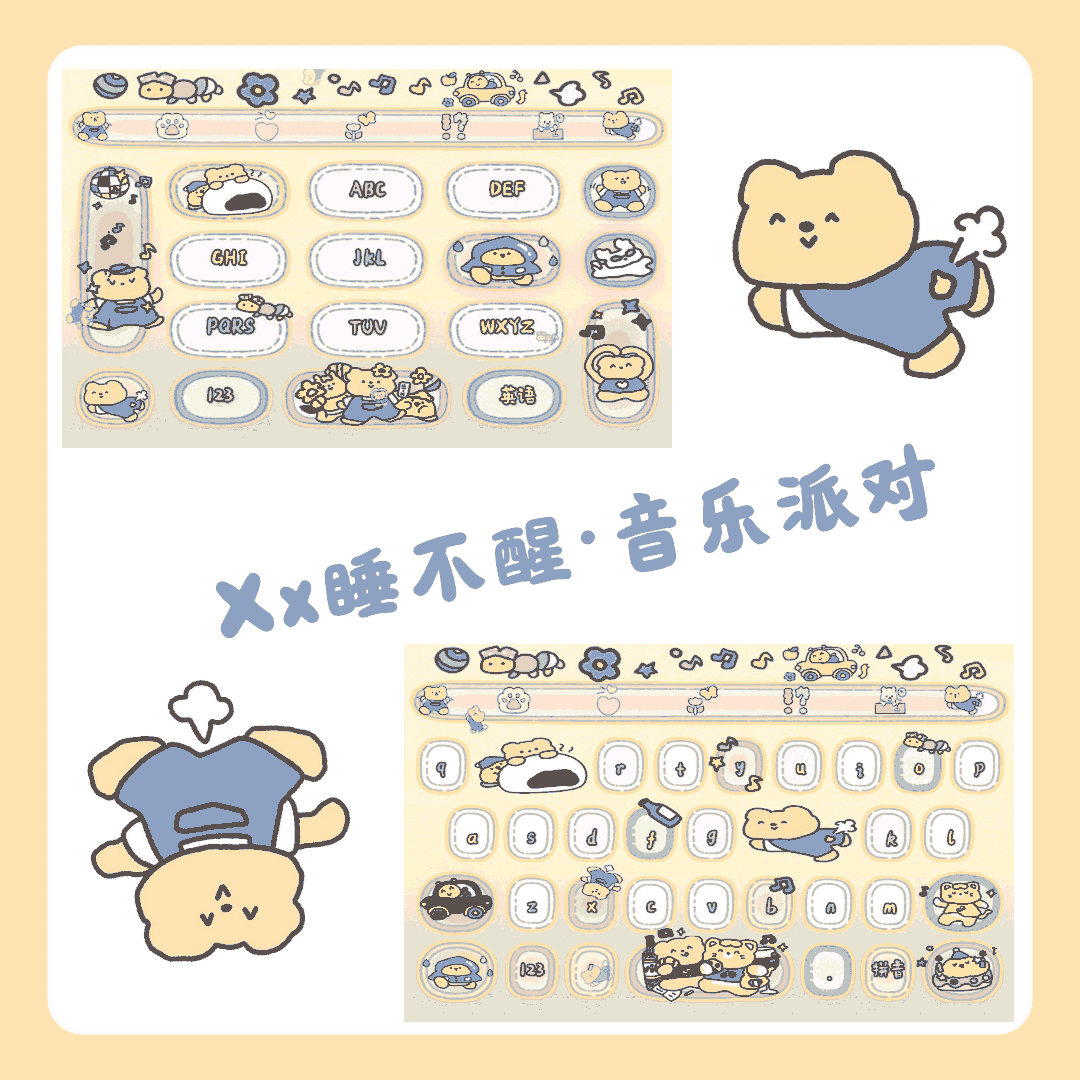 ABC DEF
GHI JKL
PQRS TUV WXYZ
123 英语
Xx睡不醒·音乐派对
q r t y u i o p
a s d f g k l
z x c v b n m
123 . 拼音